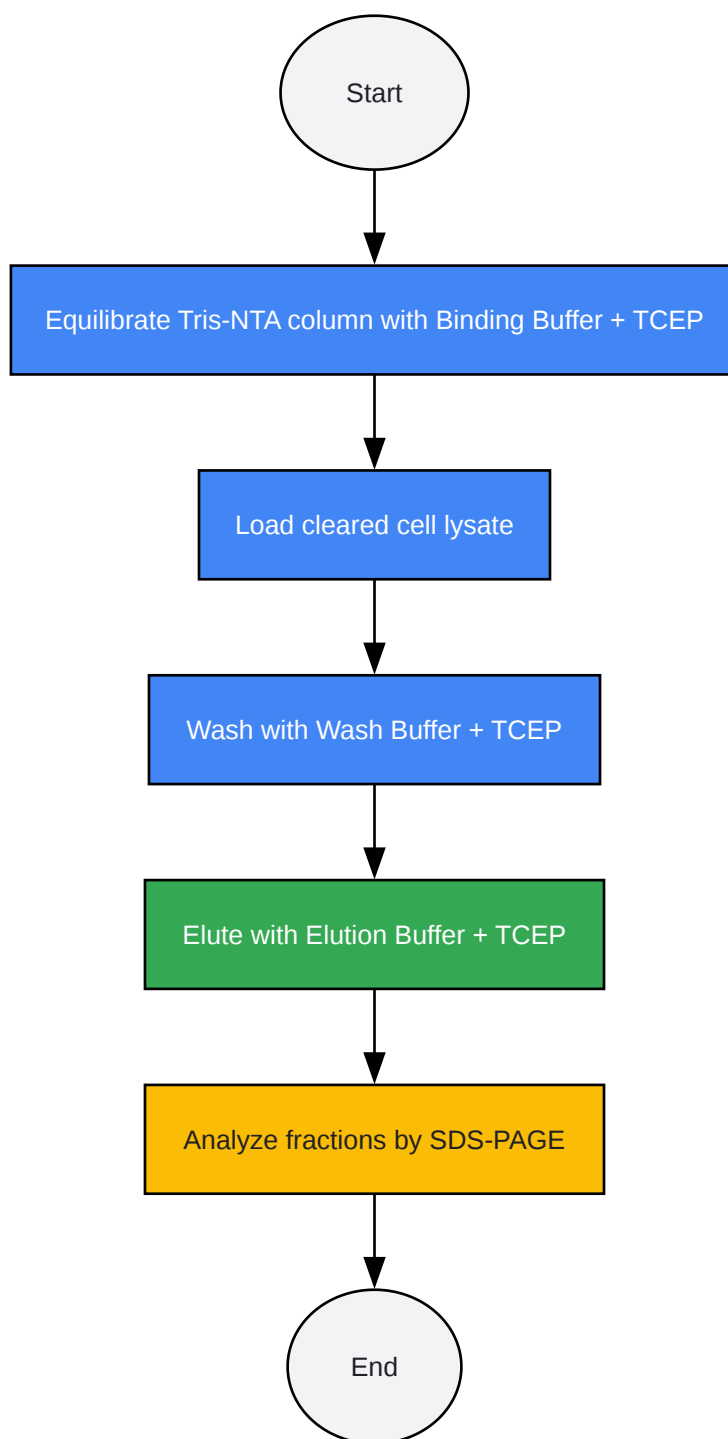 Start
Equilibrate Tris-NTA column with Binding Buffer + TCEP
Load cleared cell lysate
Wash with Wash Buffer + TCEP
Elute with Elution Buffer + TCEP
Analyze fractions by SDS-PAGE
End